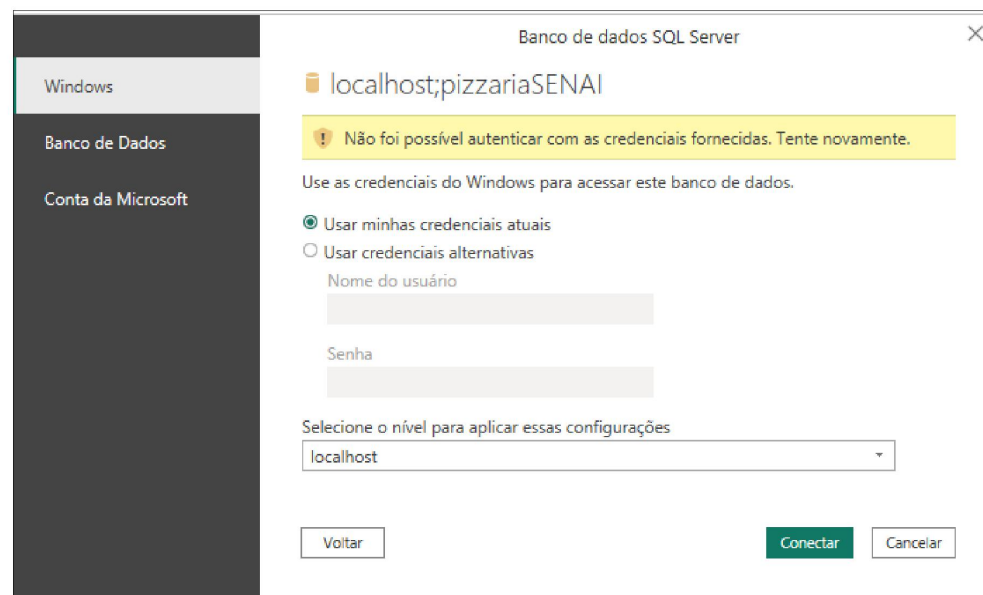 Banco de dados SQL Server
Windows
Banco de Dados
Conta da Microsoft
localhost;pizzariaSENAI
Não foi possível autenticar com as credenciais fornecidas. Tente novamente.
Use as credenciais do Windows para acessar este banco de dados.
Usar minhas credenciais atuais
Usar credenciais alternativas
Nome do usuário
Senha
Selecione o nível para aplicar essas configurações
localhost
Voltar
Conectar
Cancelar